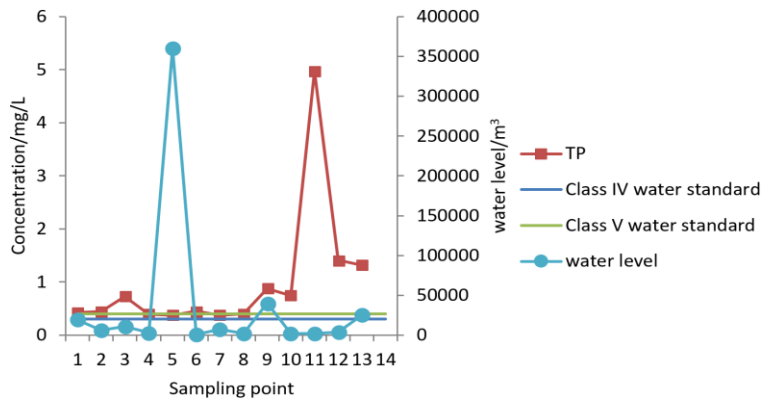 6
5
4
3
2
1
0
Concentration/mg/L
400000
350000
300000
250000
200000
150000
100000
50000
0
water level/m³
1 2 3 4 5 6 7 8 9 10 11 12 13 14
Sampling point
TP
Class IV water standard
Class V water standard
water level